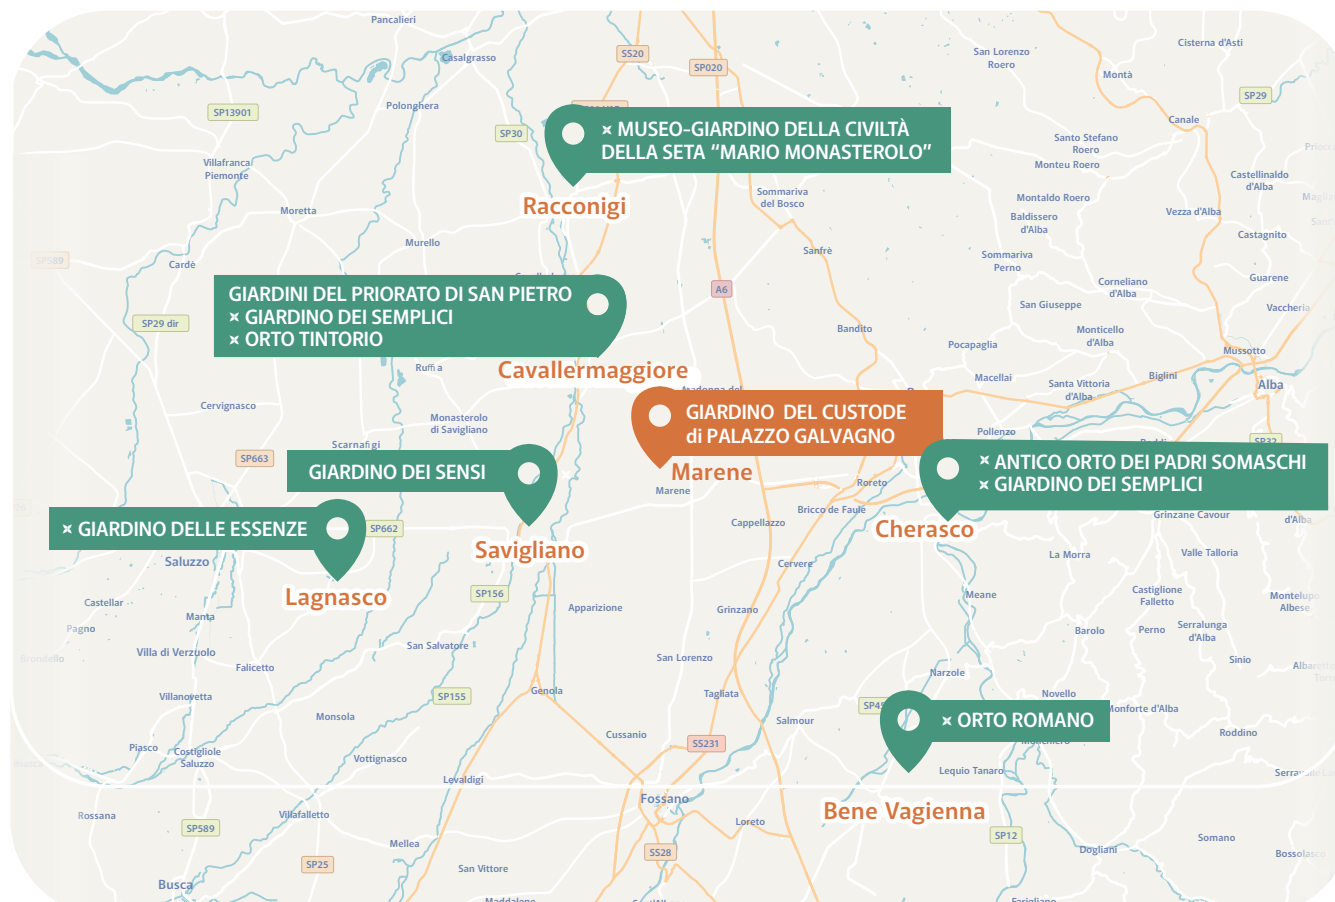 Pancalieri
Cisterna d'Asti
San Lorenzo
Roero
SS20
Casalgrasso
SP020
Montà
SP29
Polonghera
SP13901
Canale
SP30
× MUSEO-GIARDINO DELLA CIVILTÀ
DELLA SETA “MARIO MONASTEROLO”
Santo Stefano
Roero
Monteu Roero
Villafranca
Piemonte
Castellinaldo
d'Alba
Sommariva
del Bosco
Montaldo Roero
Racconigi
Moretta
Baldissero
d'Alba
Vezza d'Alba
Murello
Castagnito
Sanfrè
Sommariva
Perno
SP589
Cardè
Guarene
Corneliano
d'Alba
A6
GIARDINI DEL PRIORATO DI SAN PIETRO
× GIARDINO DEI SEMPLICI
× ORTO TINTORIO
San Giuseppe
Vaccheria
SP29 dir
Bandito
Monticello
d'Alba
Pocapaglia
Mussotto
Cavallermaggiore
Ruffia
Macellai
Biglini
Santa Vittoria
d'Alba
Alba
Cervignasco
Monasterolo
di Savigliano
GIARDINO DEL CUSTODE
di PALAZZO GALVAGNO
Pollenzo
Scarnafigi
SP32
SP663
GIARDINO DEI SENSI
Marene
Marene
× ANTICO ORTO DEI PADRI SOMASCHI
× GIARDINO DEI SEMPLICI
Roreto
Bricco de Faule
Grinzane Cavour
d'Alba
× GIARDINO DELLE ESSENZE
SP662
Cappellazzo
Cherasco
Savigliano
Saluzzo
La Morra
Valle Talloria
Cervere
Lagnasco
SP156
Castellar
Meane
Castiglione
Falletto
Montelupo
Albese
Apparizione
Grinzano
Manta
Pagno
Barolo
Perno
Serralunga
d'Alba
San Salvatore
Villa di Verzuolo
Brondello
San Lorenzo
Sinio
Falicetto
Narzole
Villanovetta
SP155
Genola
Tagliata
Novello
Monforte d'Alba
Monsola
Salmour
× ORTO ROMANO
Cussanio
SS231
Roddino
Piasco
Costigliole
Saluzzo
Vottignasco
Levaldigi
Lequio Tanaro
Fossano
Bene Vagienna
Rossana
Villafalletto
Loreto
SP589
SP12
Somano
Mellea
SS28
Dogliani
Bossolasco
SP25
San Vittore
Busca
Maddalene
Farigliano